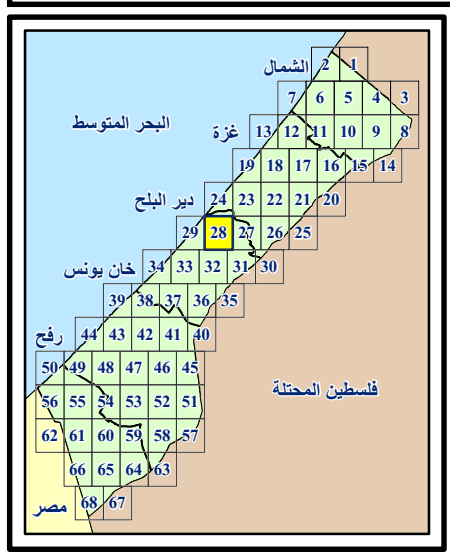 الشمال 2 1
7 6 5 4 3
البحر المتوسط
غزة 13 12 11 10 9 8
19 18 17 16 15 14
دير البلح 24 23 22 21 20
29 28 27 26 25
خان يونس 34 33 32 31 30
39 38 37 36 35
رفح 44 43 42 41 40
50 49 48 47 46 45
فلسطين المحتلة
56 55 54 53 52 51
62 61 60 59 58 57
66 65 64 63
مصر 68 67